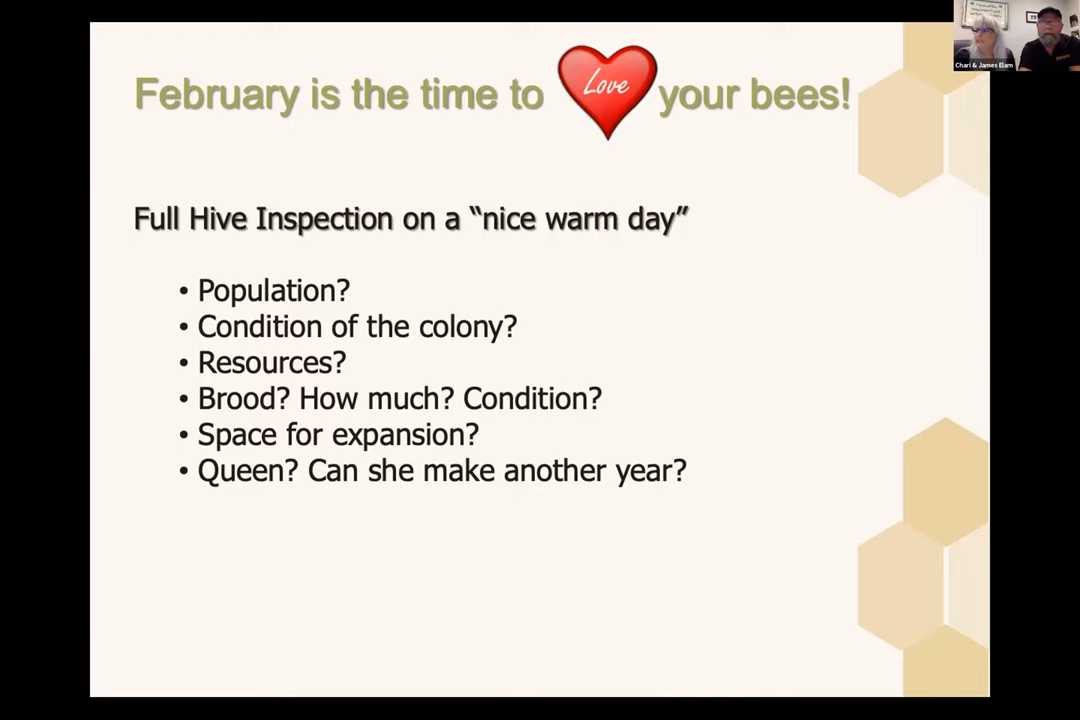 February is the time to Love your bees!
Full Hive Inspection on a “nice warm day”
• Population?
• Condition of the colony?
• Resources?
• Brood? How much? Condition?
• Space for expansion?
• Queen? Can she make another year?
Chari & James Elam